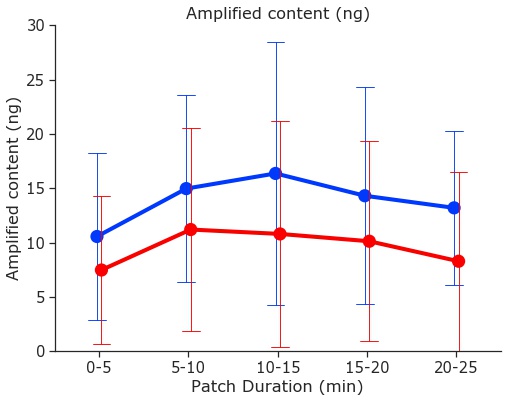 Amplified content (ng)
30
25
20
15
10
5
0
Amplified content (ng)
0-5 5-10 10-15 15-20 20-25
Patch Duration (min)